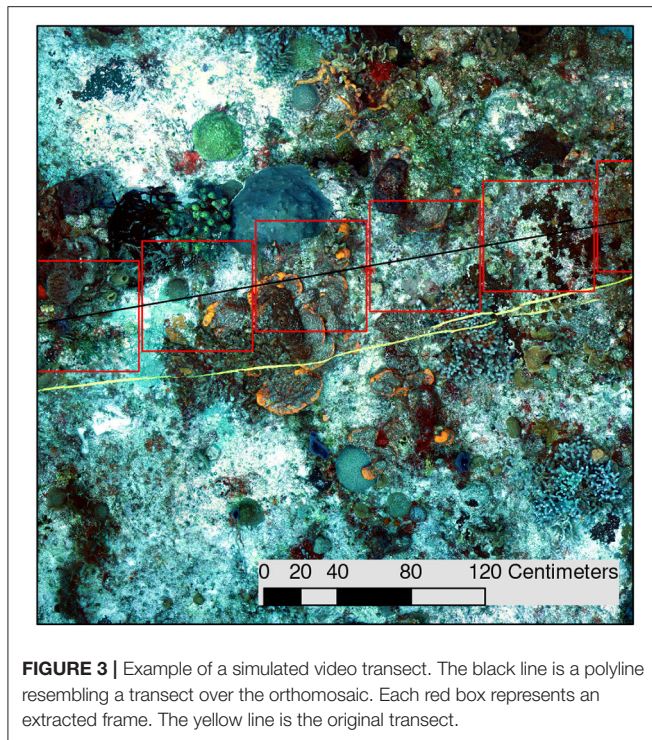 0 20 40 80 120 Centimeters
FIGURE 3 | Example of a simulated video transect. The black line is a polyline
resembling a transect over the orthomosaic. Each red box represents an
extracted frame. The yellow line is the original transect.